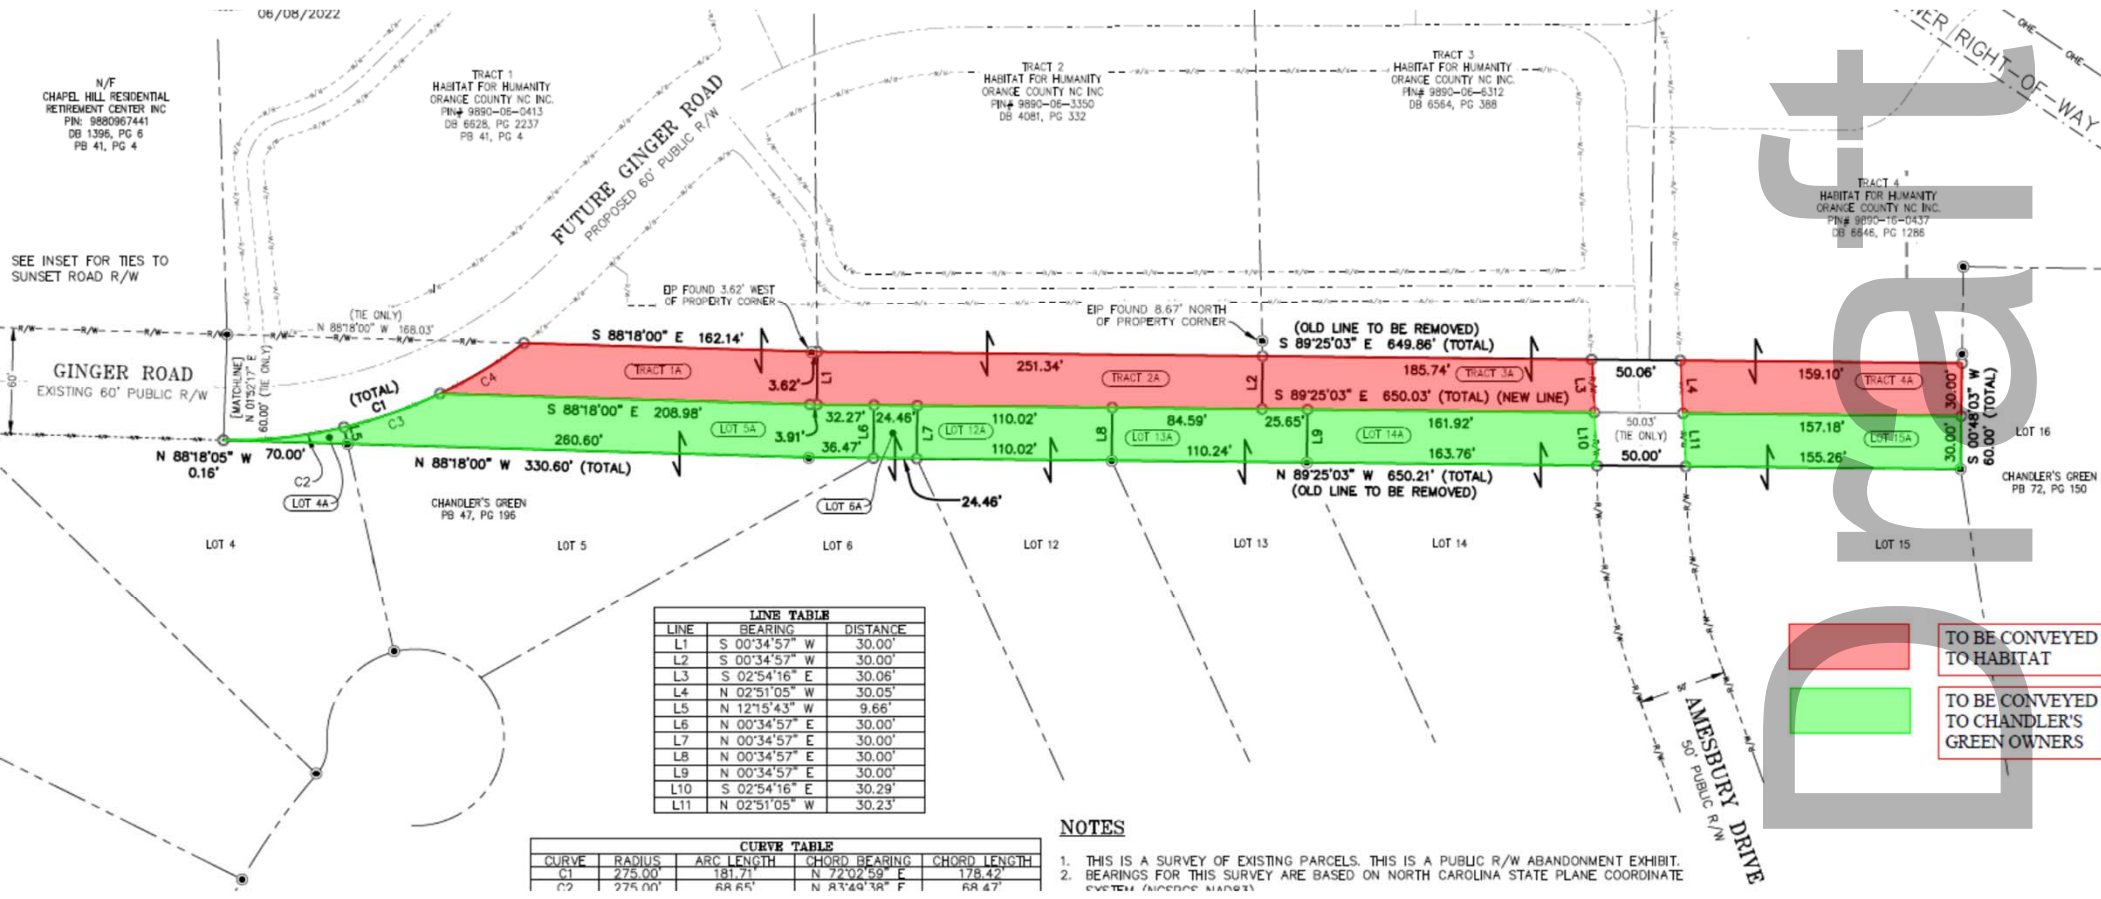 06/08/2022
N/F
CHAPEL HILL RESIDENTIAL
RETIREMENT CENTER INC
PIN: 9880967441
DB 1396, PG 6
PB 41, PG 4
TRACT 1
HABITAT FOR HUMANITY
ORANGE COUNTY NC INC.
PIN# 9890-06-0413
DB 6628, PG 2237
PB 41, PG 4
FUTURE GINGER ROAD
PROPOSED 60' PUBLIC R/W
TRACT 2
HABITAT FOR HUMANITY
ORANGE COUNTY NC INC
PIN# 9890-06-3350
DB 4081, PG 332
TRACT 3
HABITAT FOR HUMANITY
ORANGE COUNTY NC INC.
PIN# 9890-06-6312
DB 6564, PG 388
RIGHT-OF-WAY
OHE
OHE
TRACT 4
HABITAT FOR HUMANITY
ORANGE COUNTY NC INC.
PIN# 9890-16-0437
DB 6646, PG 1286
Draft
SEE INSET FOR TIES TO
SUNSET ROAD R/W
(TIE ONLY)
N 88°18'00" W 168.03'
EIP FOUND 3.62' WEST
OF PROPERTY CORNER
EIP FOUND 8.67' NORTH
OF PROPERTY CORNER
(OLD LINE TO BE REMOVED)
S 89°25'03" E 649.86' (TOTAL)
S 88°18'00" E 162.14'
60'
GINGER ROAD
EXISTING 60' PUBLIC R/W
[MATCHLINE]
N 01°52'17" E
60.00' (TIE ONLY)
(TOTAL)
C1
C4
C3
TRACT 1A
3.62'
L1
251.34'
TRACT 2A
L2
185.74'
TRACT 3A
L3
50.06'
L4
159.10'
TRACT 4A
30.00'
S 00°48'03" W
60.00' (TOTAL)
S 89°25'03" E 650.03' (TOTAL) (NEW LINE)
S 88°18'00" E 208.98'
LOT 5A
3.91'
32.27'
L6
24.46'
L7
110.02'
LOT 12A
L8
84.59'
LOT 13A
25.65'
L9
161.92'
LOT 14A
L10
50.03'
(TIE ONLY)
L11
157.18'
LOT 15A
30.00'
LOT 16
L5
260.60'
36.47'
110.02'
110.24'
163.76'
50.00'
155.26'
N 88°18'05" W
0.16'
70.00'
C2
LOT 4A
N 88°18'00" W 330.60' (TOTAL)
N 89°25'03" W 650.21' (TOTAL)
(OLD LINE TO BE REMOVED)
LOT 6A
24.46'
CHANDLER'S GREEN
PB 47, PG 196
CHANDLER'S GREEN
PB 72, PG 150
LOT 4
LOT 5
LOT 6
LOT 12
LOT 13
LOT 14
LOT 15
LINE TABLE
LINE BEARING DISTANCE
L1 S 00°34'57" W 30.00'
L2 S 00°34'57" W 30.00'
L3 S 02°54'16" E 30.06'
L4 N 02°51'05" W 30.05'
L5 N 12°15'43" W 9.66'
L6 N 00°34'57" E 30.00'
L7 N 00°34'57" E 30.00'
L8 N 00°34'57" E 30.00'
L9 N 00°34'57" E 30.00'
L10 S 02°54'16" E 30.29'
L11 N 02°51'05" W 30.23'
TO BE CONVEYED
TO HABITAT
TO BE CONVEYED
TO CHANDLER'S
GREEN OWNERS
AMESBURY DRIVE
50' PUBLIC R/W
CURVE TABLE
CURVE RADIUS ARC LENGTH CHORD BEARING CHORD LENGTH
C1 275.00' 181.71' N 72°02'59" E 178.42'
C2 275.00' 68.65' N 83°49'38" E 68.47'
NOTES
1. THIS IS A SURVEY OF EXISTING PARCELS. THIS IS A PUBLIC R/W ABANDONMENT EXHIBIT.
2. BEARINGS FOR THIS SURVEY ARE BASED ON NORTH CAROLINA STATE PLANE COORDINATE
SYSTEM (NCSPCS NAD83)